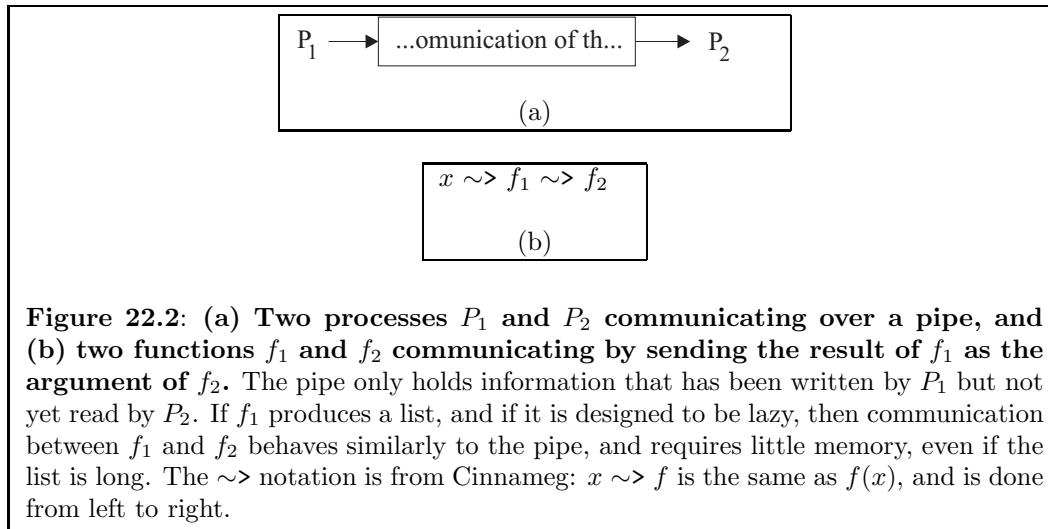 P1 ...omunication of th... P2
(a)
x ~> f1 ~> f2
(b)
Figure 22.2: (a) Two processes P1 and P2 communicating over a pipe, and
(b) two functions f1 and f2 communicating by sending the result of f1 as the
argument of f2. The pipe only holds information that has been written by P1 but not
yet read by P2. If f1 produces a list, and if it is designed to be lazy, then communication
between f1 and f2 behaves similarly to the pipe, and requires little memory, even if the
list is long. The ~> notation is from Cinnameg: x ~> f is the same as f(x), and is done
from left to right.